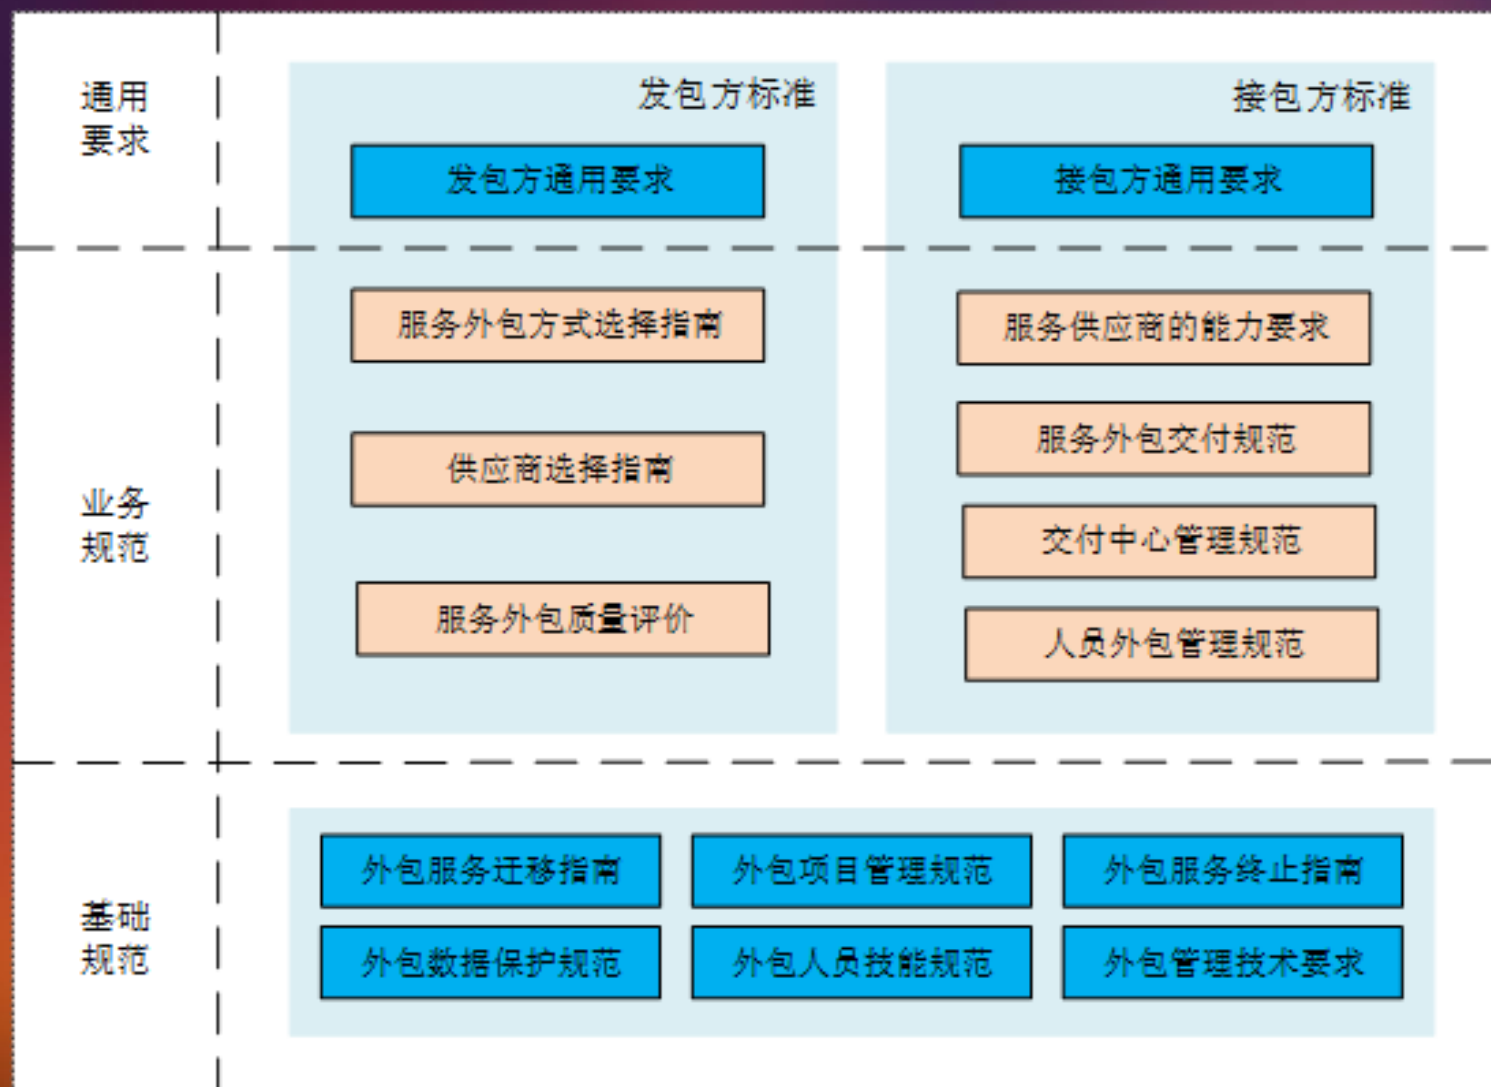 通用
要求
发包方标准
接包方标准
发包方通用要求
接包方通用要求
业务
规范
服务外包方式选择指南
供应商选择指南
服务外包质量评价
服务供应商的能力要求
服务外包交付规范
交付中心管理规范
人员外包管理规范
基础
规范
外包服务迁移指南
外包项目管理规范
外包服务终止指南
外包数据保护规范
外包人员技能规范
外包管理技术要求